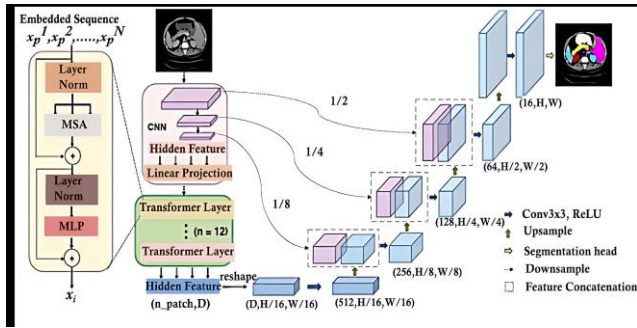 Embedded Sequence
x_p^1, x_p^2, ....., x_p^N
Layer
Norm
MSA
Layer
Norm
MLP
x_i
CNN
Hidden Feature
Linear Projection
Transformer Layer
(n = 12)
Transformer Layer
Hidden Feature
(n_patch,D)
reshape
(D,H/16,W/16)
(512,H/16,W/16)
(256,H/8,W/8)
(128,H/4,W/4)
(64,H/2,W/2)
(16,H,W)
1/2
1/4
1/8
Conv3x3, ReLU
Upsample
Segmentation head
Downsample
Feature Concatenation